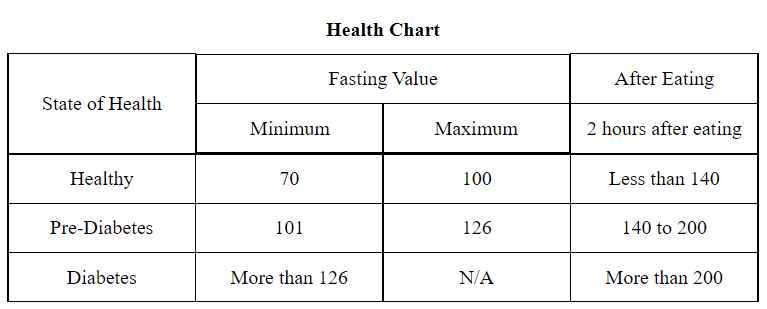 Health Chart
State of Health
Fasting Value
After Eating
Minimum
Maximum
2 hours after eating
Healthy
70
100
Less than 140
Pre-Diabetes
101
126
140 to 200
Diabetes
More than 126
N/A
More than 200